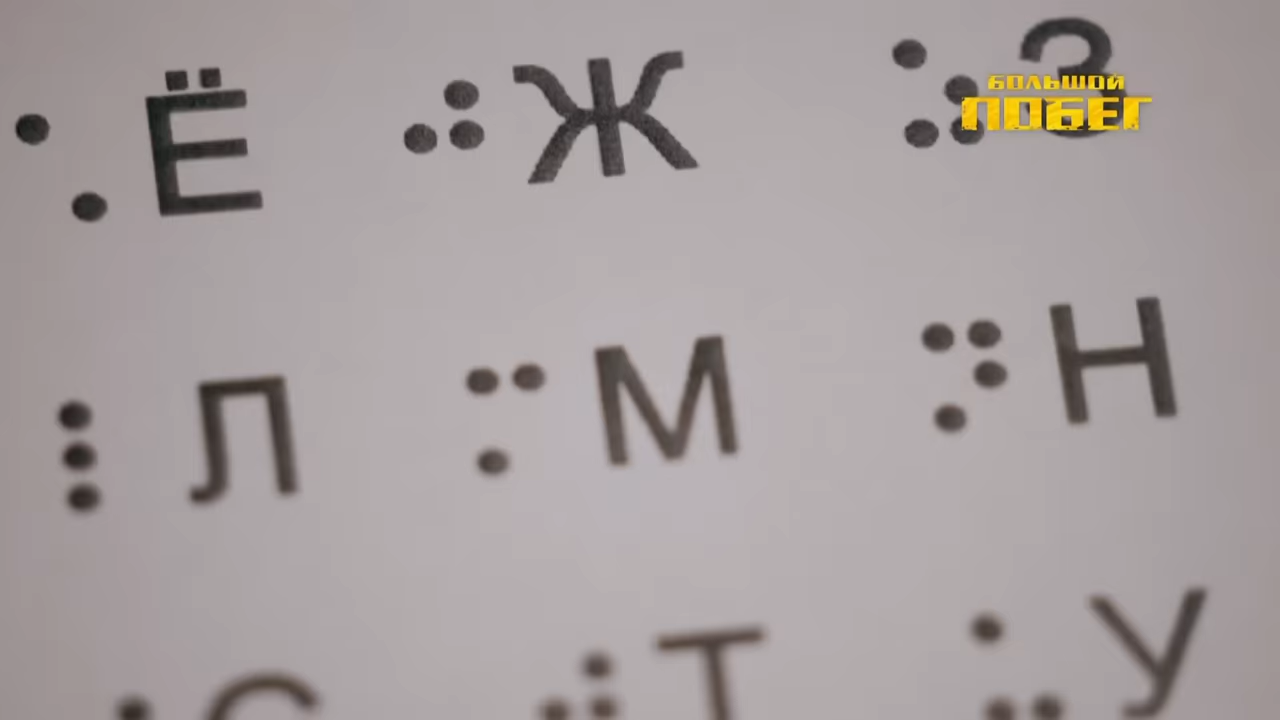 Ё Ж З
БОЛЬШОЙ
ПОБЕГ
Л М Н
С Т У